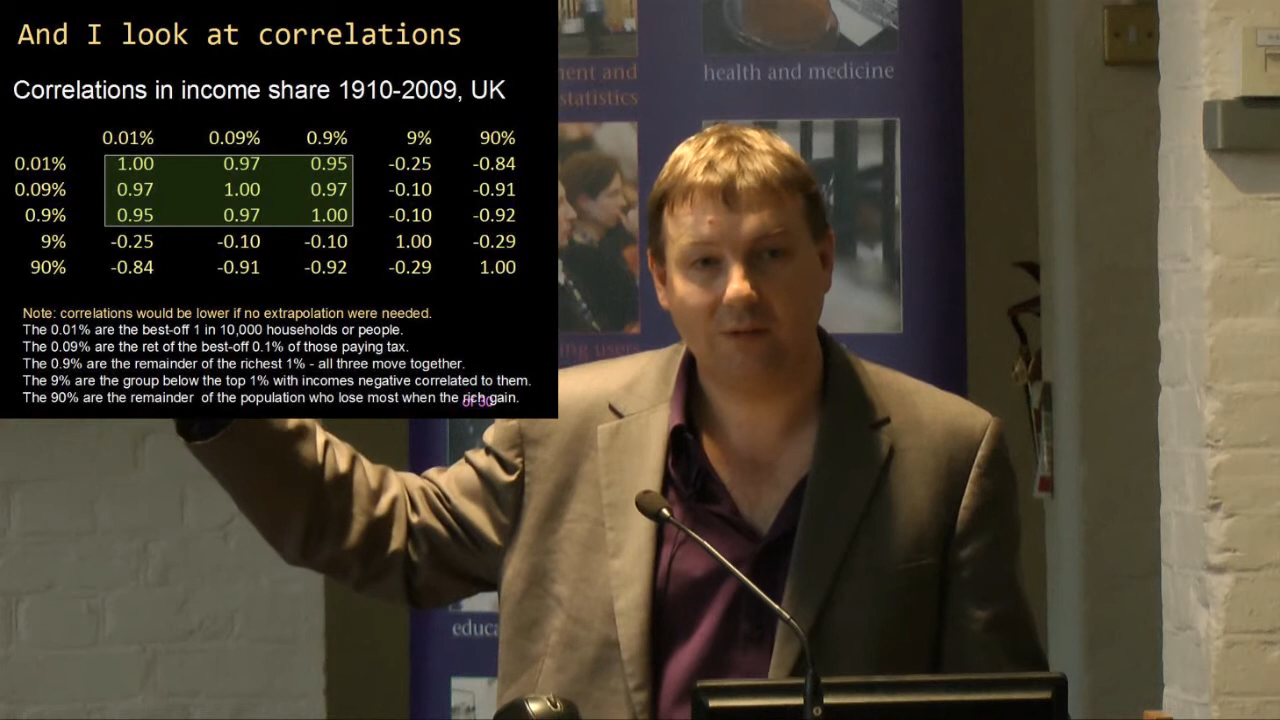 And I look at correlations
Correlations in income share 1910-2009, UK
0.01% 0.09% 0.9% 9% 90%
0.01% 1.00 0.97 0.95 -0.25 -0.84
0.09% 0.97 1.00 0.97 -0.10 -0.91
0.9% 0.95 0.97 1.00 -0.10 -0.92
9% -0.25 -0.10 -0.10 1.00 -0.29
90% -0.84 -0.91 -0.92 -0.29 1.00
Note: correlations would be lower if no extrapolation were needed.
The 0.01% are the best-off 1 in 10,000 households or people.
The 0.09% are the ret of the best-off 0.1% of those paying tax.
The 0.9% are the remainder of the richest 1% - all three move together.
The 9% are the group below the top 1% with incomes negative correlated to them.
The 90% are the remainder of the population who lose most when the rich gain.
of 30
ent and
statistics
health and medicine
ng users
educa